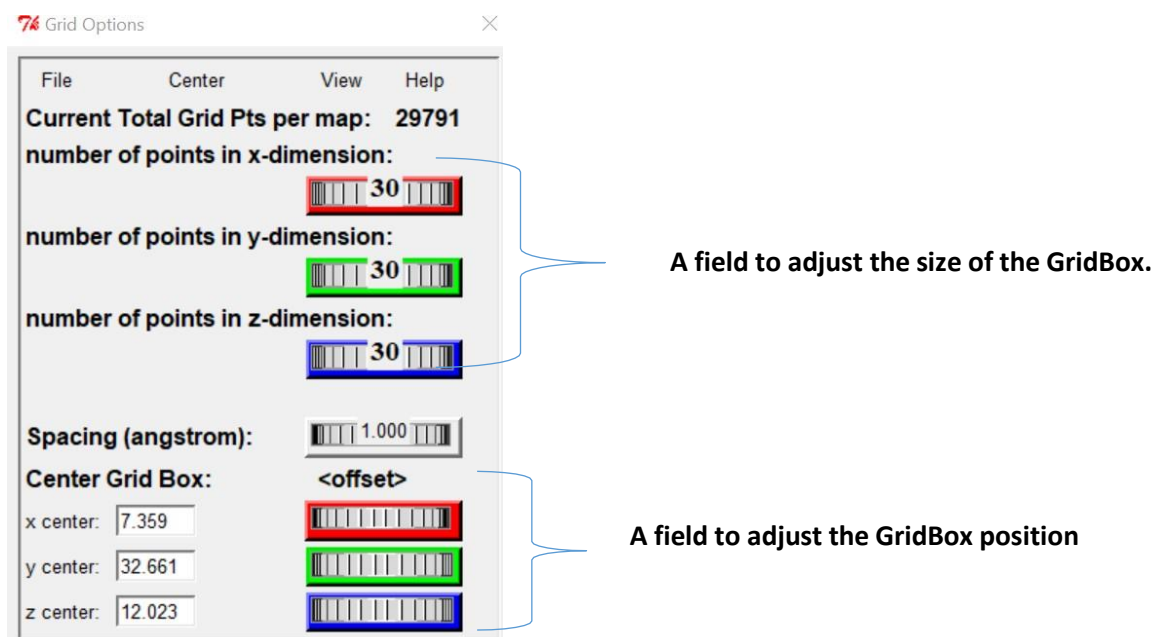 Grid Options
File Center View Help
Current Total Grid Pts per map: 29791
number of points in x-dimension:
30
number of points in y-dimension:
30
number of points in z-dimension:
30
A field to adjust the size of the GridBox.
Spacing (angstrom): 1.000
Center Grid Box: <offset>
x center: 7.359
y center: 32.661
z center: 12.023
A field to adjust the GridBox position